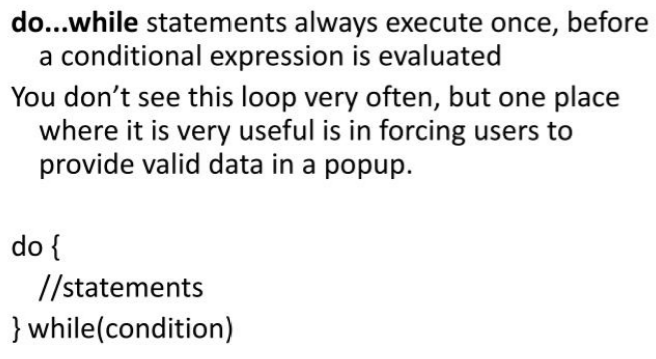 do...while statements always execute once, before
a conditional expression is evaluated
You don’t see this loop very often, but one place
where it is very useful is in forcing users to
provide valid data in a popup.
do {
//statements
} while(condition)